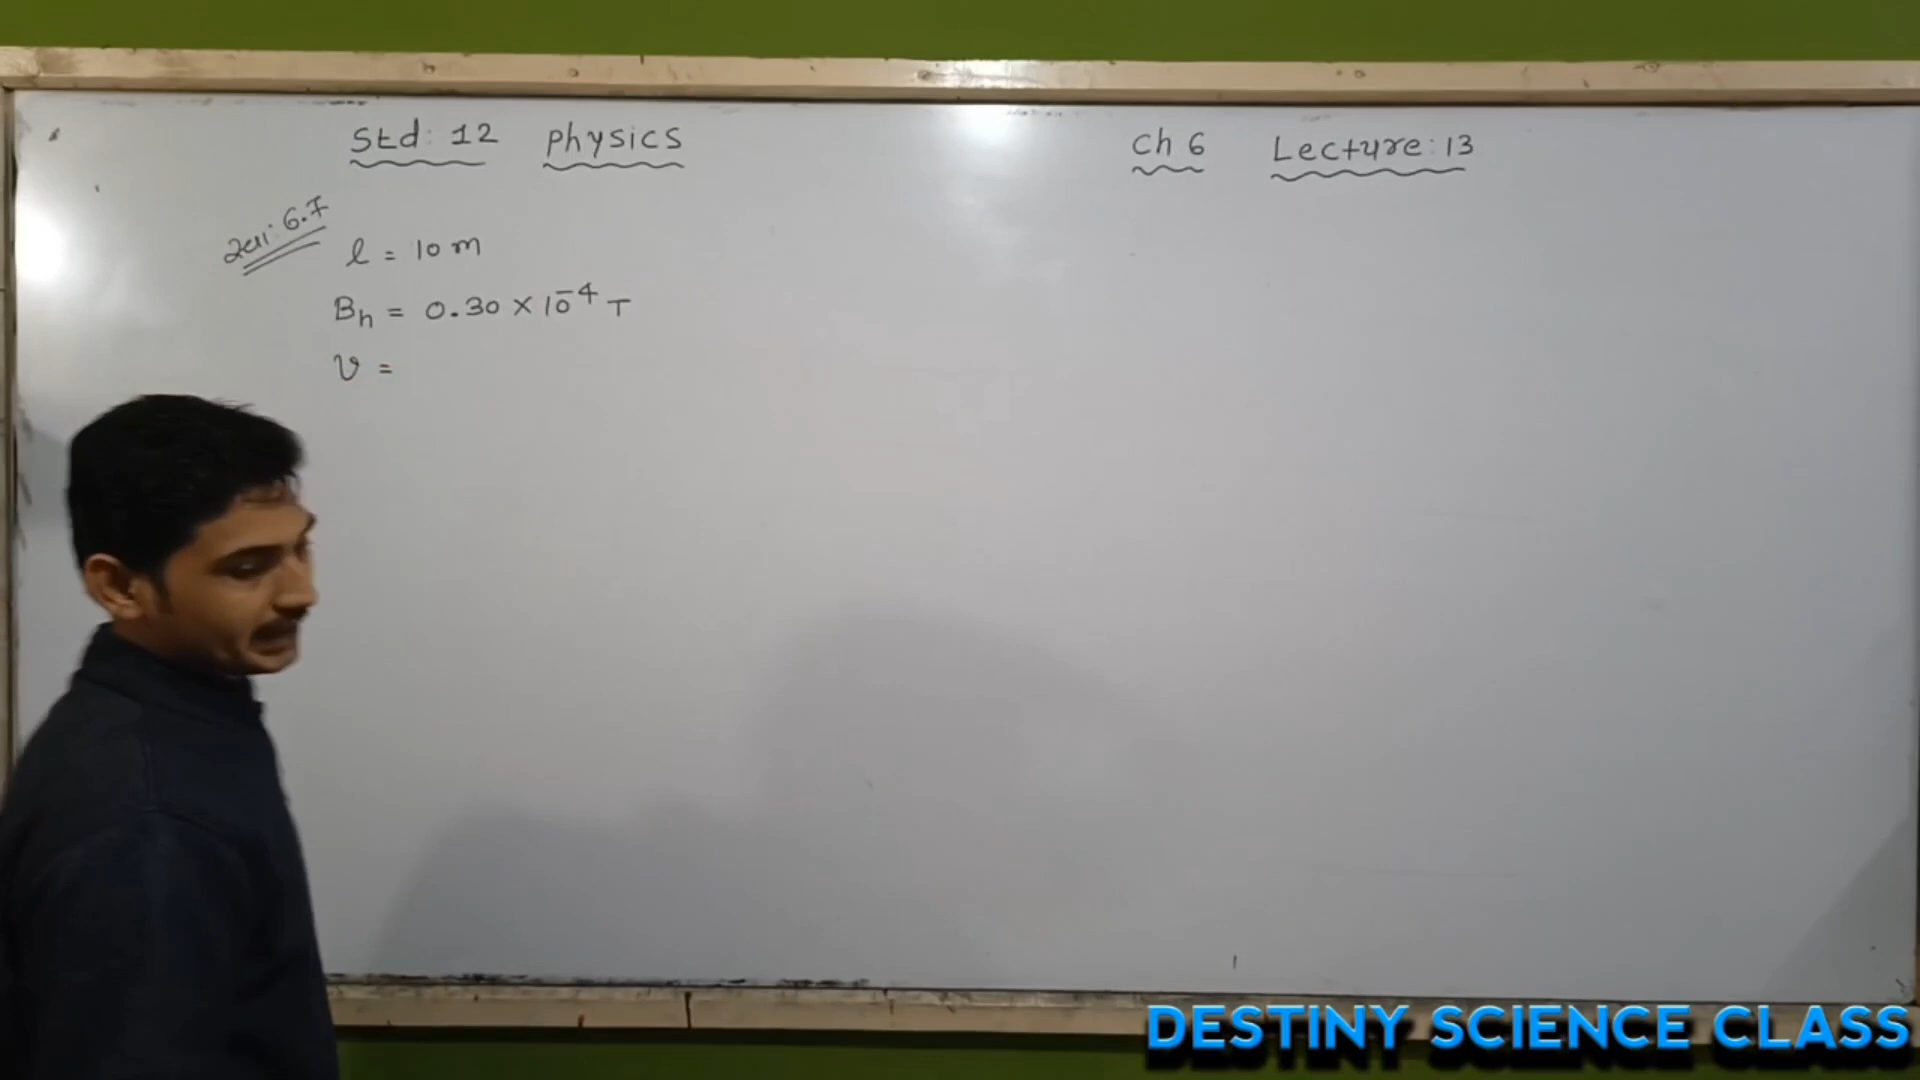 Std: 12 Physics
Ch 6 Lecture: 13
સ્વા: 6.7
l = 10 m
Bh = 0.30 × 10⁻⁴ T
v =
DESTINY SCIENCE CLASS